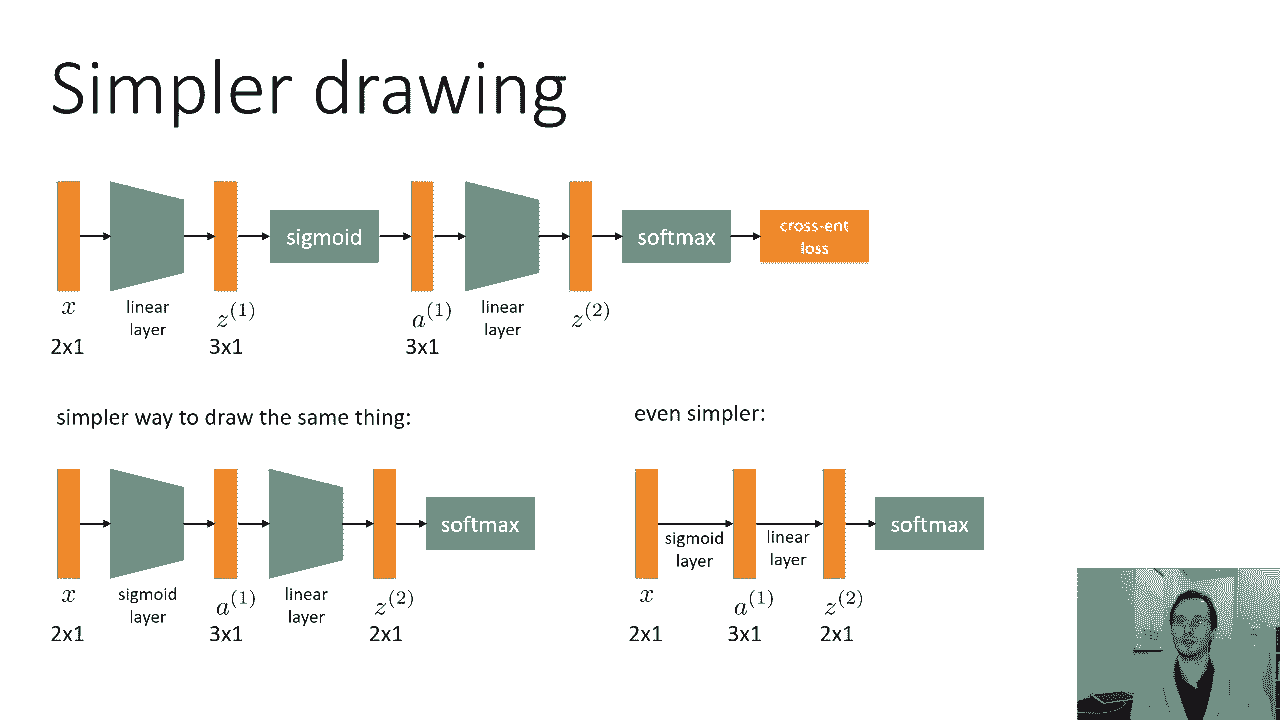 Simpler drawing
sigmoid
softmax
cross-ent
loss
x
linear
layer
z^{(1)}
a^{(1)}
linear
layer
z^{(2)}
2x1
3x1
3x1
simpler way to draw the same thing:
softmax
x
sigmoid
layer
a^{(1)}
linear
layer
z^{(2)}
2x1
3x1
2x1
even simpler:
sigmoid
layer
linear
layer
softmax
x
a^{(1)}
z^{(2)}
2x1
3x1
2x1